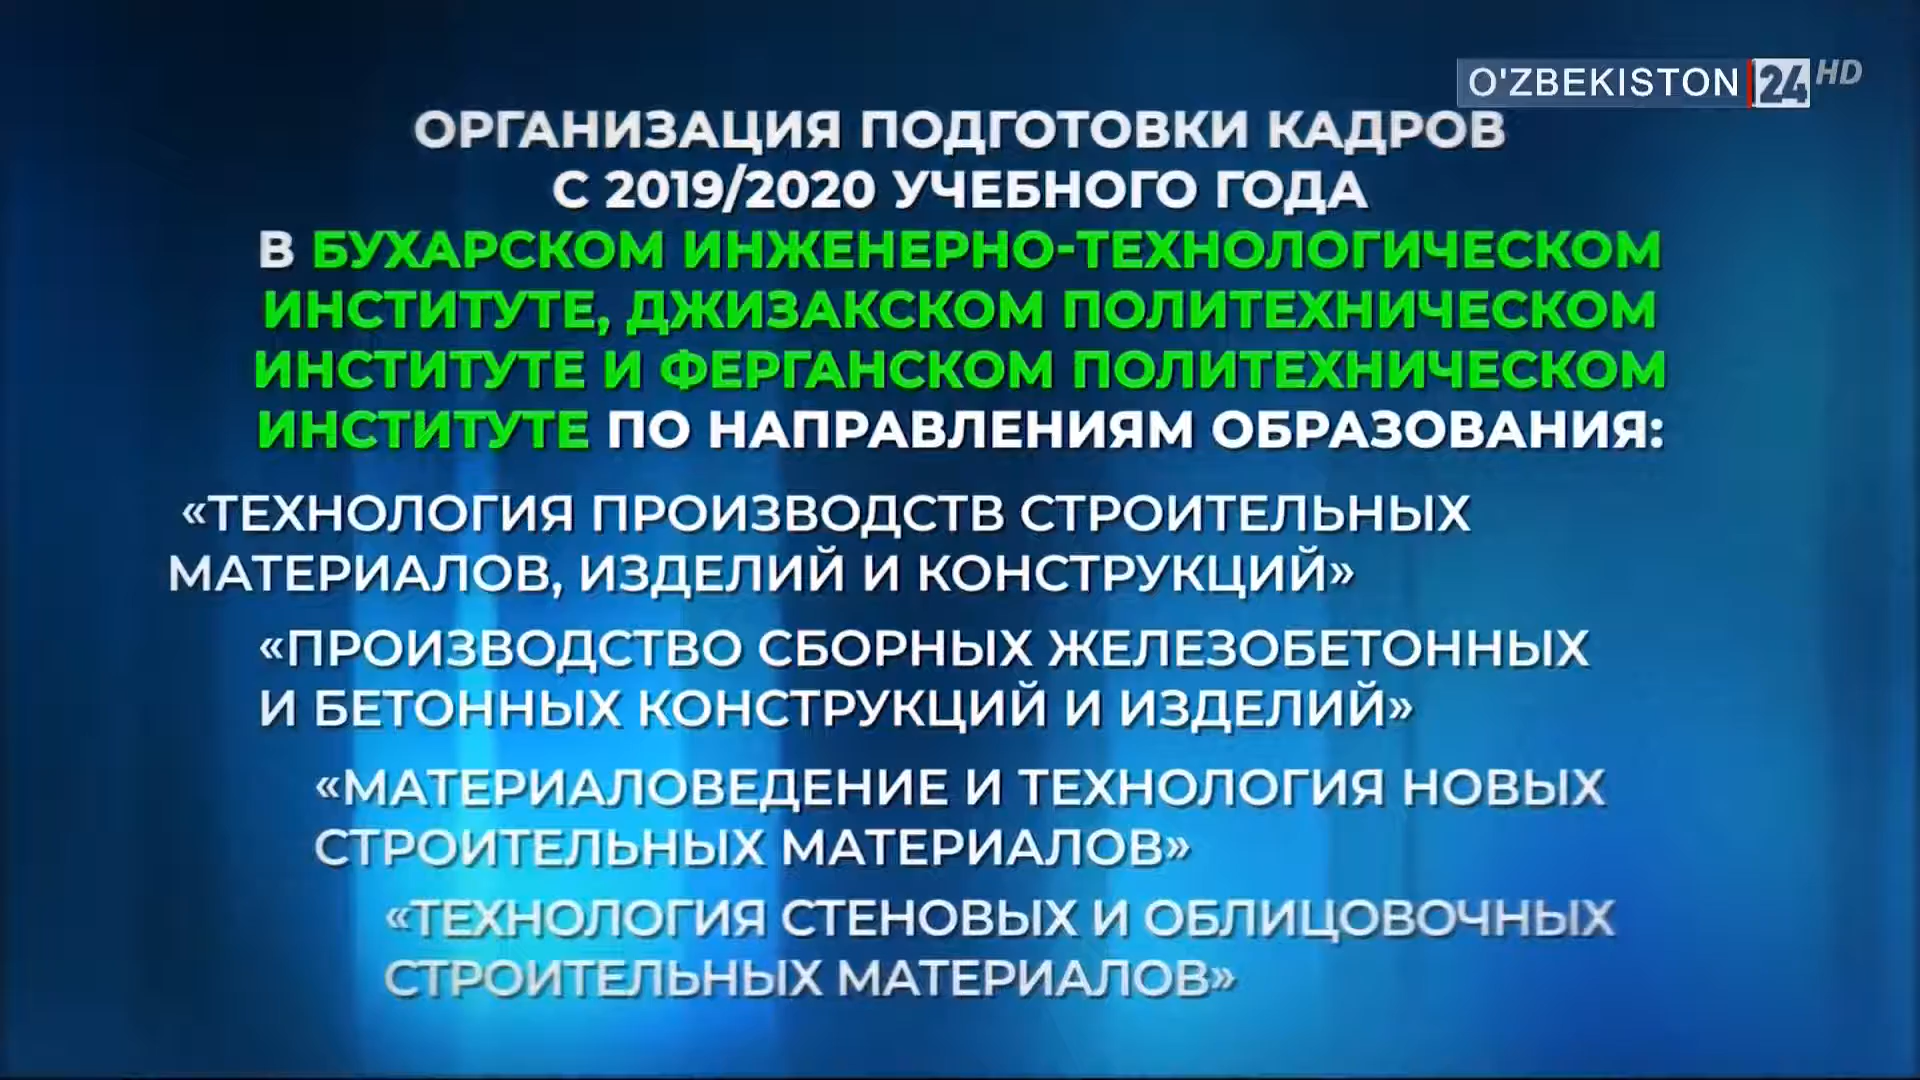 O'ZBEKISTON 24 HD
ОРГАНИЗАЦИЯ ПОДГОТОВКИ КАДРОВ
С 2019/2020 УЧЕБНОГО ГОДА
В БУХАРСКОМ ИНЖЕНЕРНО-ТЕХНОЛОГИЧЕСКОМ
ИНСТИТУТЕ, ДЖИЗАКСКОМ ПОЛИТЕХНИЧЕСКОМ
ИНСТИТУТЕ И ФЕРГАНСКОМ ПОЛИТЕХНИЧЕСКОМ
ИНСТИТУТЕ ПО НАПРАВЛЕНИЯМ ОБРАЗОВАНИЯ:
«ТЕХНОЛОГИЯ ПРОИЗВОДСТВ СТРОИТЕЛЬНЫХ
МАТЕРИАЛОВ, ИЗДЕЛИЙ И КОНСТРУКЦИЙ»
«ПРОИЗВОДСТВО СБОРНЫХ ЖЕЛЕЗОБЕТОННЫХ
И БЕТОННЫХ КОНСТРУКЦИЙ И ИЗДЕЛИЙ»
«МАТЕРИАЛОВЕДЕНИЕ И ТЕХНОЛОГИЯ НОВЫХ
СТРОИТЕЛЬНЫХ МАТЕРИАЛОВ»
«ТЕХНОЛОГИЯ СТЕНОВЫХ И ОБЛИЦОВОЧНЫХ
СТРОИТЕЛЬНЫХ МАТЕРИАЛОВ»